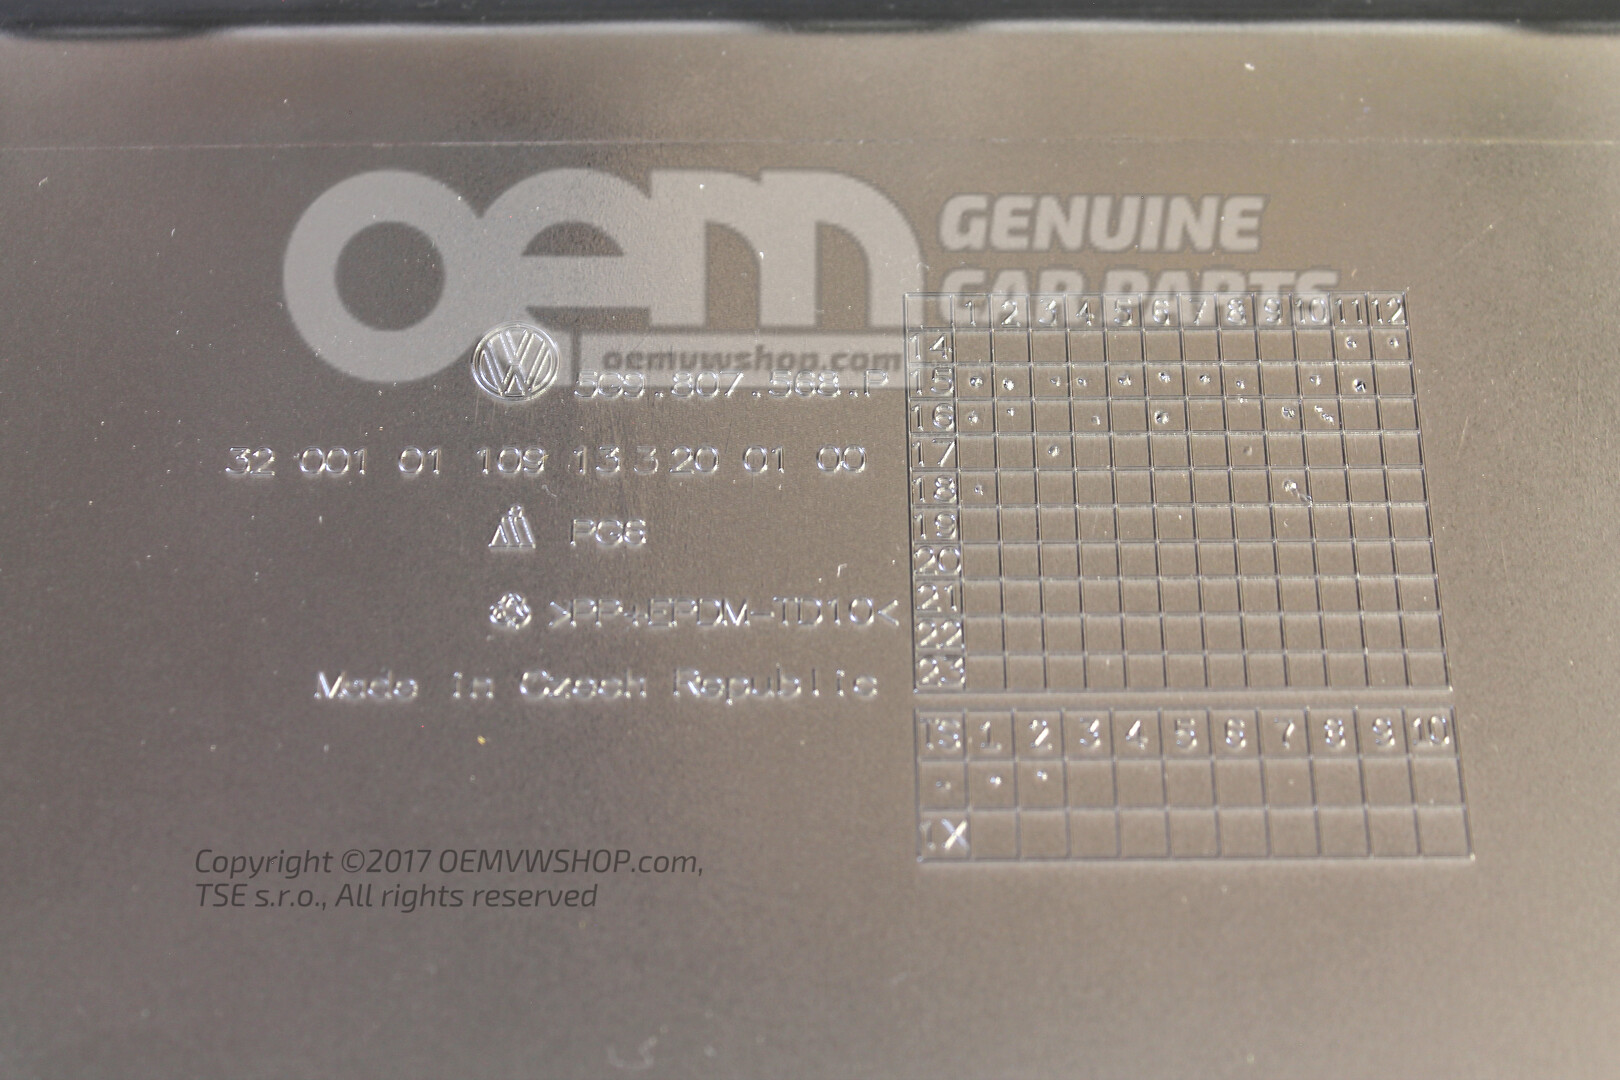 oem GENUINE
CAR PARTS
oemvwshop.com
5G9.807.568.P
32 001 01 109 13 3 20 01 00
PG6
>PP+EPDM-TD10<
Made in Czech Republic
1 2 3 4 5 6 7 8 9 10 11 12
14
15
16
17
18
19
20
21
22
23
TS 1 2 3 4 5 6 7 8 9 10
1X
Copyright ©2017 OEMVWSHOP.com,
TSE s.r.o., All rights reserved